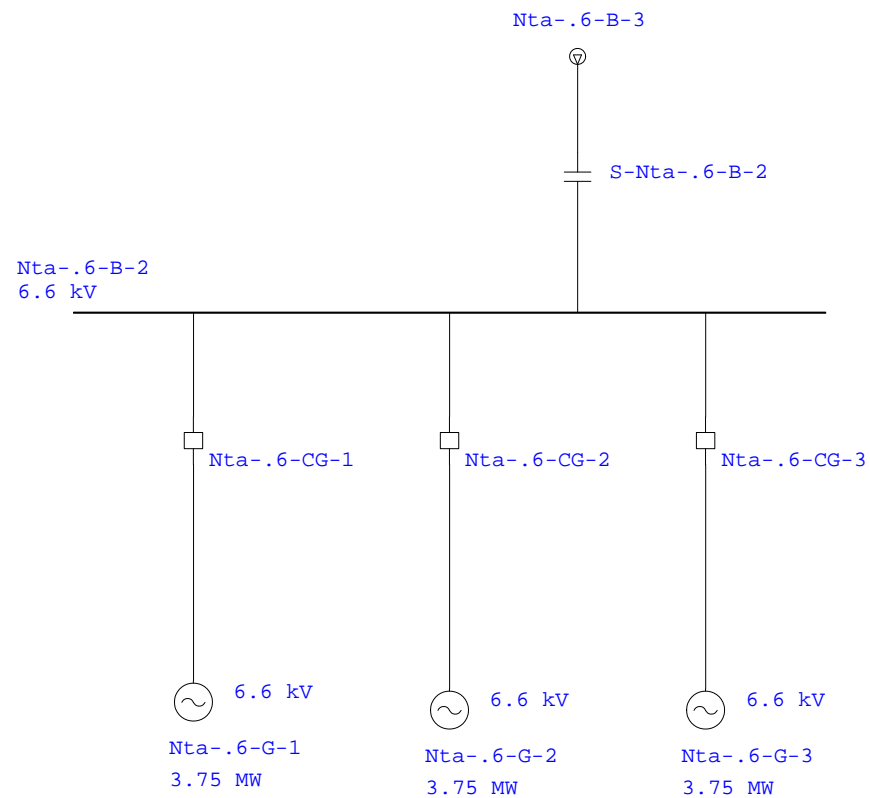 Nta-.6-B-3
S-Nta-.6-B-2
Nta-.6-B-2
6.6 kV
Nta-.6-CG-1
Nta-.6-CG-2
Nta-.6-CG-3
6.6 kV
6.6 kV
6.6 kV
Nta-.6-G-1
Nta-.6-G-2
Nta-.6-G-3
3.75 MW
3.75 MW
3.75 MW